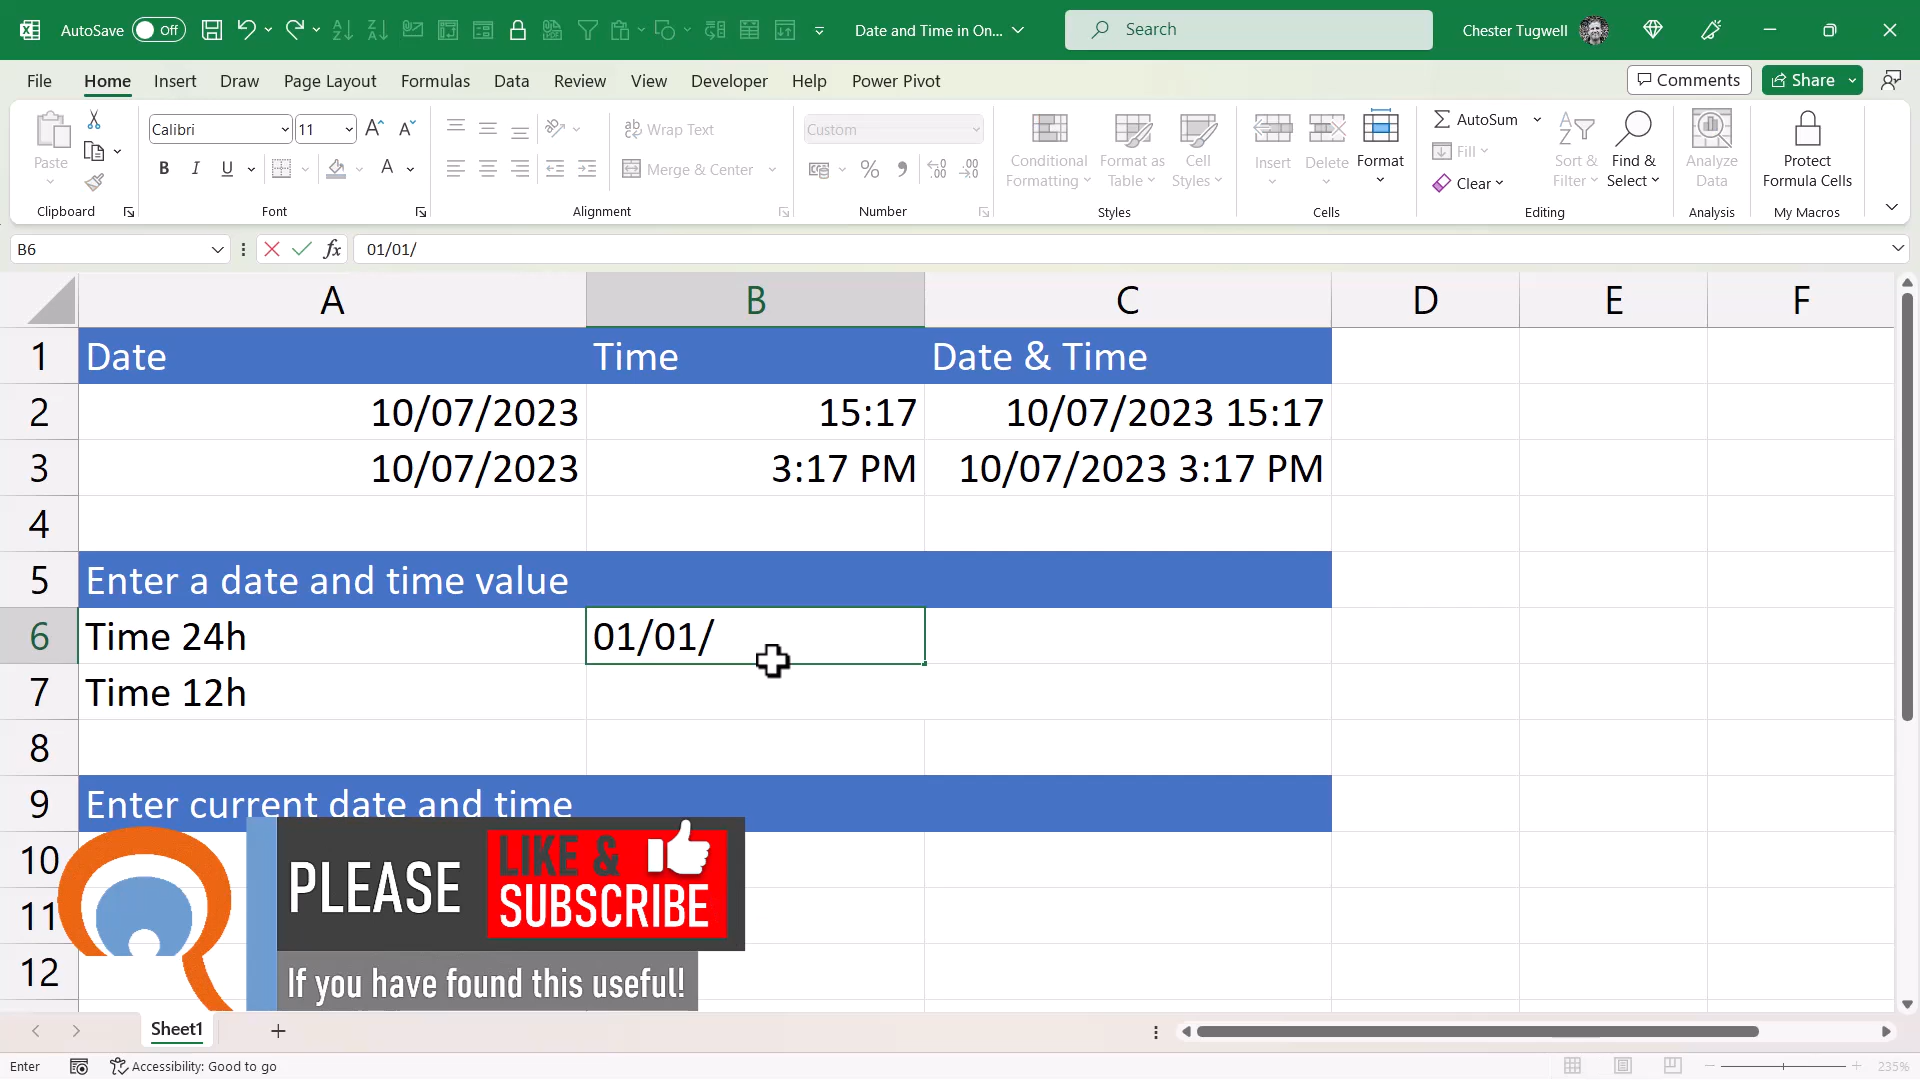 AutoSave Off Date and Time in On... Search Chester Tugwell
File Home Insert Draw Page Layout Formulas Data Review View Developer Help Power Pivot Comments Share
Paste Calibri 11 Wrap Text Custom Conditional Formatting Format as Table Cell Styles Insert Delete Format AutoSum Fill Clear Sort & Filter Find & Select Analyze Data Protect Formula Cells
B I U A Merge & Center %
Clipboard Font Alignment Number Styles Cells Editing Analysis My Macros
B6 fx 01/01/
A B C D E F
1 Date Time Date & Time
2 10/07/2023 15:17 10/07/2023 15:17
3 10/07/2023 3:17 PM 10/07/2023 3:17 PM
4
5 Enter a date and time value
6 Time 24h 01/01/
7 Time 12h
8
9 Enter current date and time
10
11
12
PLEASE LIKE & SUBSCRIBE
If you have found this useful!
Sheet1
Enter Accessibility: Good to go 235%